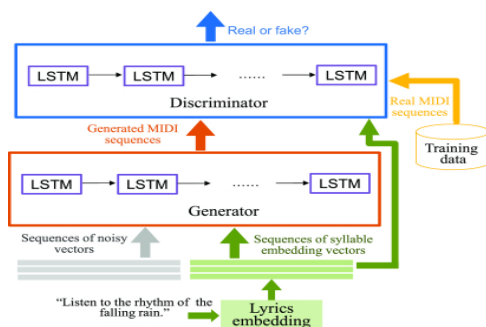 Real or fake?
LSTM LSTM ...... LSTM
Discriminator
Generated MIDI
sequences
Real MIDI
sequences
Training
data
LSTM LSTM ...... LSTM
Generator
Sequences of noisy
vectors
Sequences of syllable
embedding vectors
“Listen to the rhythm of the
falling rain.”
Lyrics
embedding